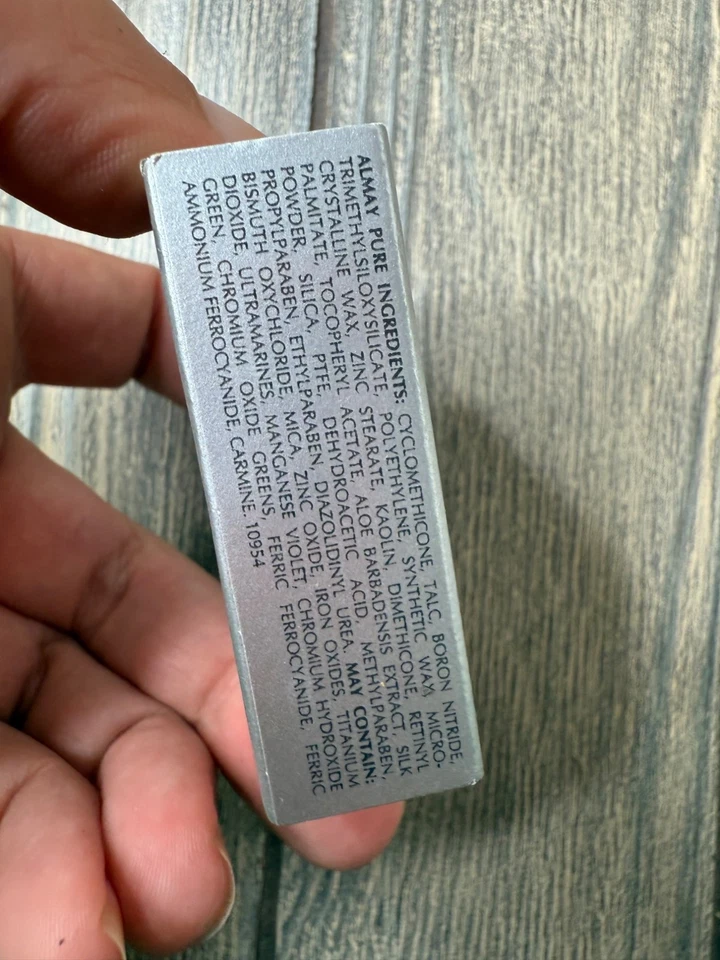 ALMAY PURE INGREDIENTS: CYCLOMETHICONE, TALC, BORON NITRIDE,
TRIMETHYLSILOXYSILICATE, POLYETHYLENE, SYNTHETIC WAX, MICRO-
CRYSTALLINE WAX, ZINC STEARATE, KAOLIN, DIMETHICONE, RETINYL
PALMITATE, TOCOPHERYL ACETATE, ALOE BARBADENSIS EXTRACT, SILK
POWDER, SILICA, PTFE, DEHYDROACETIC ACID, METHYLPARABEN,
PROPYLPARABEN, ETHYLPARABEN, DIAZOLIDINYL UREA. MAY CONTAIN:
BISMUTH OXYCHLORIDE, MICA, ZINC OXIDE, IRON OXIDES, TITANIUM
DIOXIDE, ULTRAMARINES, MANGANESE VIOLET, CHROMIUM HYDROXIDE
GREEN, CHROMIUM OXIDE GREENS, FERRIC FERROCYANIDE, FERRIC
AMMONIUM FERROCYANIDE, CARMINE. 10954